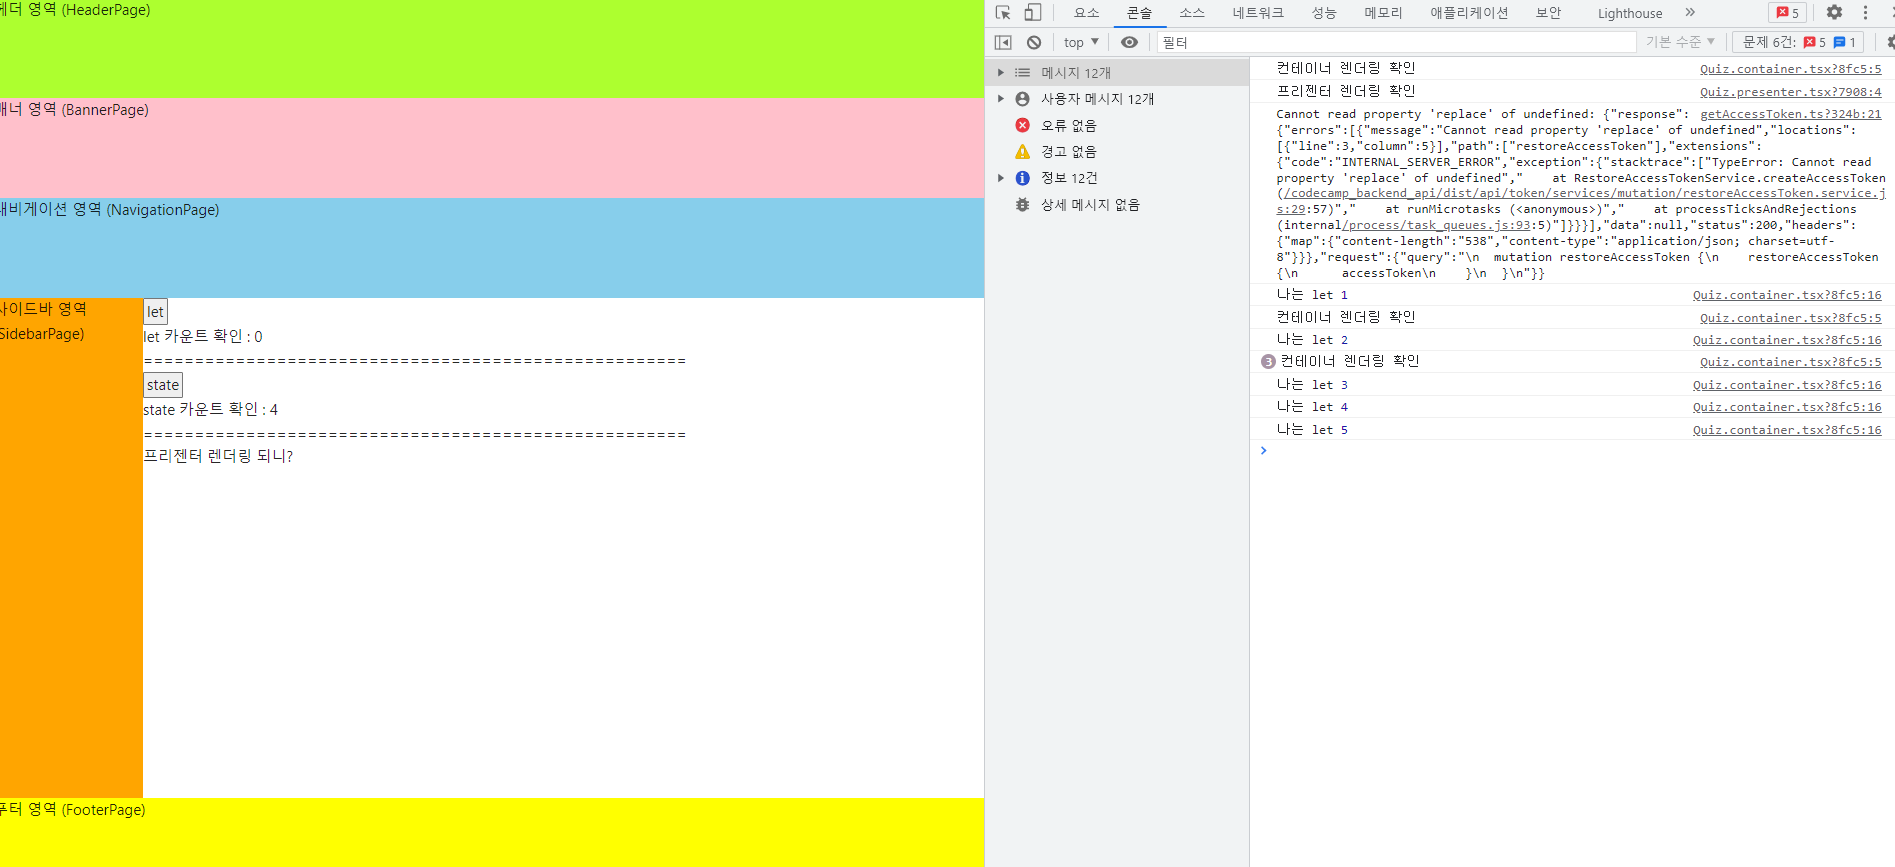 헤더 영역 (HeaderPage)
배너 영역 (BannerPage)
네비게이션 영역 (NavigationPage)
사이드바 영역
SidebarPage)
let
let 카운트 확인 : 0
=====================================================
state
state 카운트 확인 : 4
=====================================================
프리젠터 렌더링 되니?
푸터 영역 (FooterPage)
요소 콘솔 소스 네트워크 성능 메모리 애플리케이션 보안 Lighthouse » 5
top 필터 기본 수준 문제 6건: 5 1
메시지 12개
사용자 메시지 12개
오류 없음
경고 없음
정보 12건
상세 메시지 없음
컨테이너 렌더링 확인 Quiz.container.tsx?8fc5:5
프리젠터 렌더링 확인 Quiz.presenter.tsx?7908:4
Cannot read property 'replace' of undefined: {"response": getAccessToken.ts?324b:21
{"errors":[{"message":"Cannot read property 'replace' of undefined","locations":
[{"line":3,"column":5}],"path":["restoreAccessToken"],"extensions":
{"code":"INTERNAL_SERVER_ERROR","exception":{"stacktrace":["TypeError: Cannot read
property 'replace' of undefined","    at RestoreAccessTokenService.createAccessToken
(/codecamp_backend_api/dist/api/token/services/mutation/restoreAccessToken.service.j
s:29:57)","    at runMicrotasks (<anonymous>)","    at processTicksAndRejections
(internal/process/task_queues.js:93:5)"]}}}],"data":null,"status":200,"headers":
{"map":{"content-length":"538","content-type":"application/json; charset=utf-
8"}}},"request":{"query":"\n  mutation restoreAccessToken {\n    restoreAccessToken
{\n      accessToken\n    }\n  }\n"}}
나는 let 1 Quiz.container.tsx?8fc5:16
컨테이너 렌더링 확인 Quiz.container.tsx?8fc5:5
나는 let 2 Quiz.container.tsx?8fc5:16
3 컨테이너 렌더링 확인 Quiz.container.tsx?8fc5:5
나는 let 3 Quiz.container.tsx?8fc5:16
나는 let 4 Quiz.container.tsx?8fc5:16
나는 let 5 Quiz.container.tsx?8fc5:16